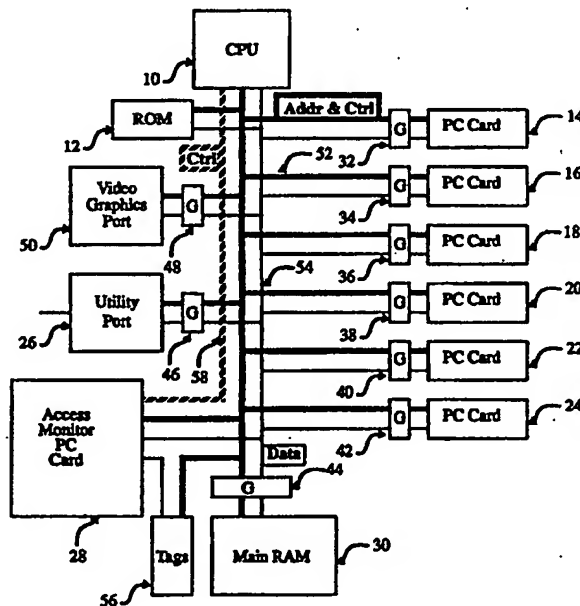 CPU
10
Addr & Ctrl
ROM
G
PC Card
14
12
32
Ctrl
52
Video
Graphics
Port
G
G
PC Card
16
50
48
34
G
PC Card
18
54
36
Utility
Port
G
G
PC Card
20
26
46
58
38
G
PC Card
22
40
Access
Monitor
PC
Card
G
PC Card
24
42
Data
44
G
28
Tags
Main RAM
30
56